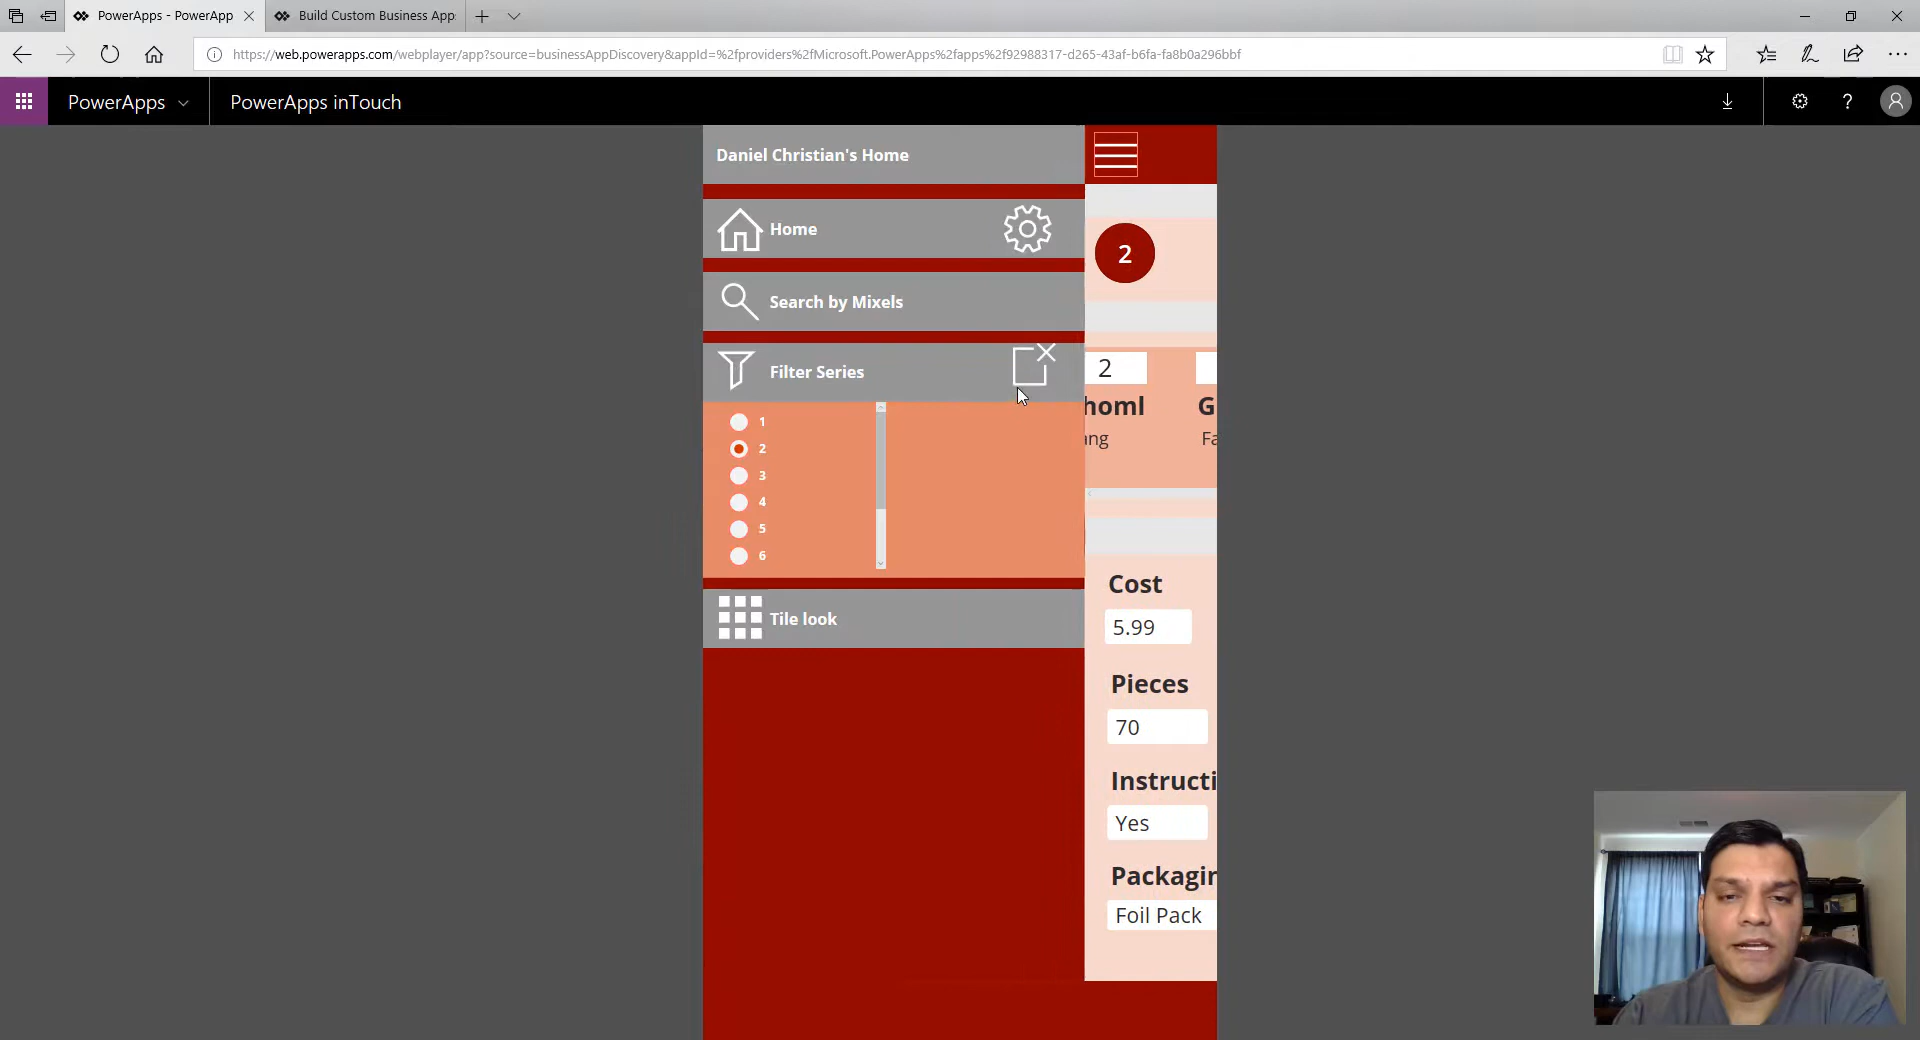 PowerApps - PowerApp
Build Custom Business App:
https://web.powerapps.com/webplayer/app?source=businessAppDiscovery&appId=%2fproviders%2fMicrosoft.PowerApps%2fapps%2f92988317-d265-43af-b6fa-fa8b0a296bbf
PowerApps
PowerApps inTouch
?
Daniel Christian's Home
Home
Search by Mixels
Filter Series
1
2
3
4
5
6
Tile look
2
2
homl
G
ang
Fa
Cost
5.99
Pieces
70
Instructi
Yes
Packagin
Foil Pack